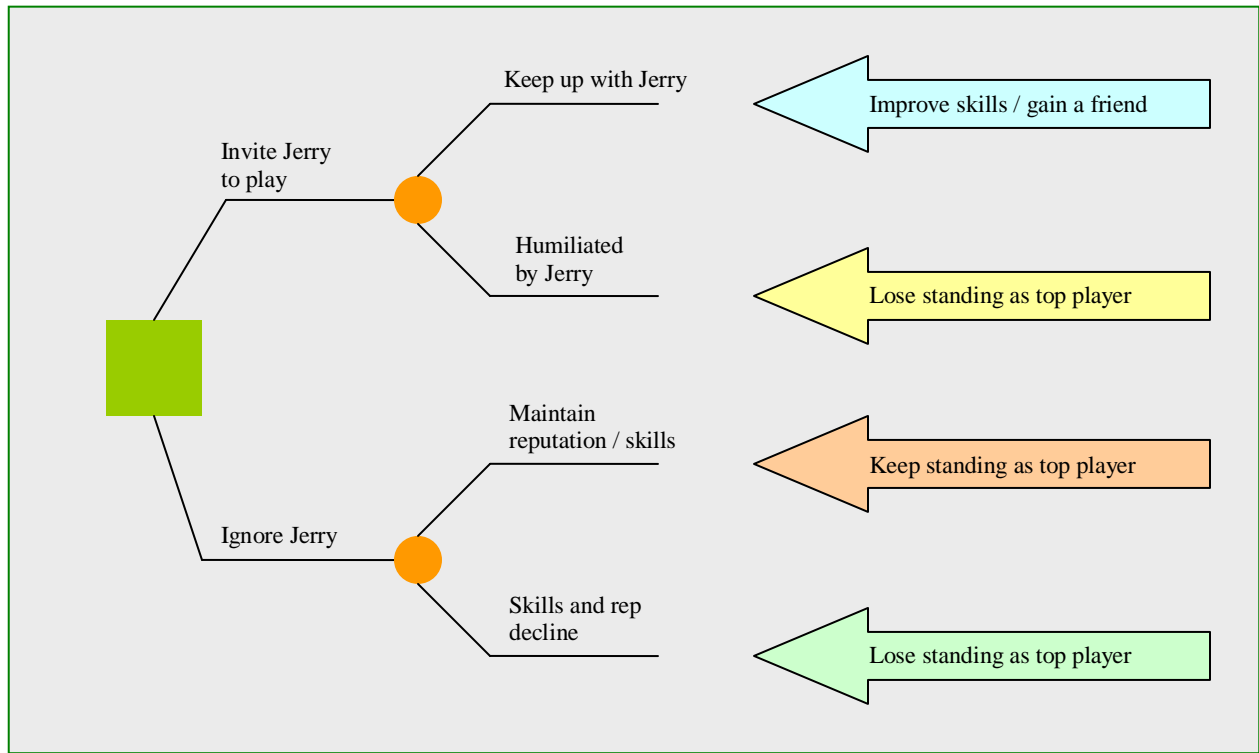 Keep up with Jerry
Improve skills / gain a friend
Invite Jerry
to play
Humiliated
by Jerry
Lose standing as top player
Maintain
reputation / skills
Keep standing as top player
Ignore Jerry
Skills and rep
decline
Lose standing as top player